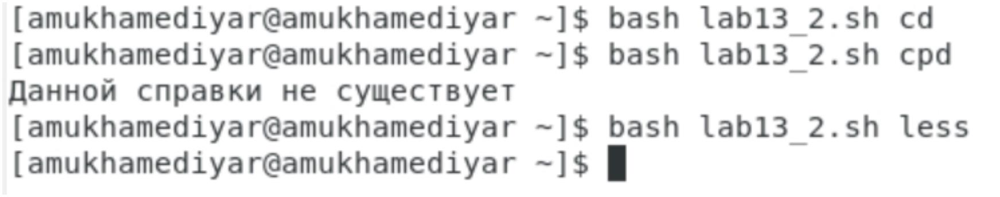 [amukhamediyar@amukhamediyar ~]$ bash lab13_2.sh cd
[amukhamediyar@amukhamediyar ~]$ bash lab13_2.sh cpd
Данной справки не существует
[amukhamediyar@amukhamediyar ~]$ bash lab13_2.sh less
[amukhamediyar@amukhamediyar ~]$